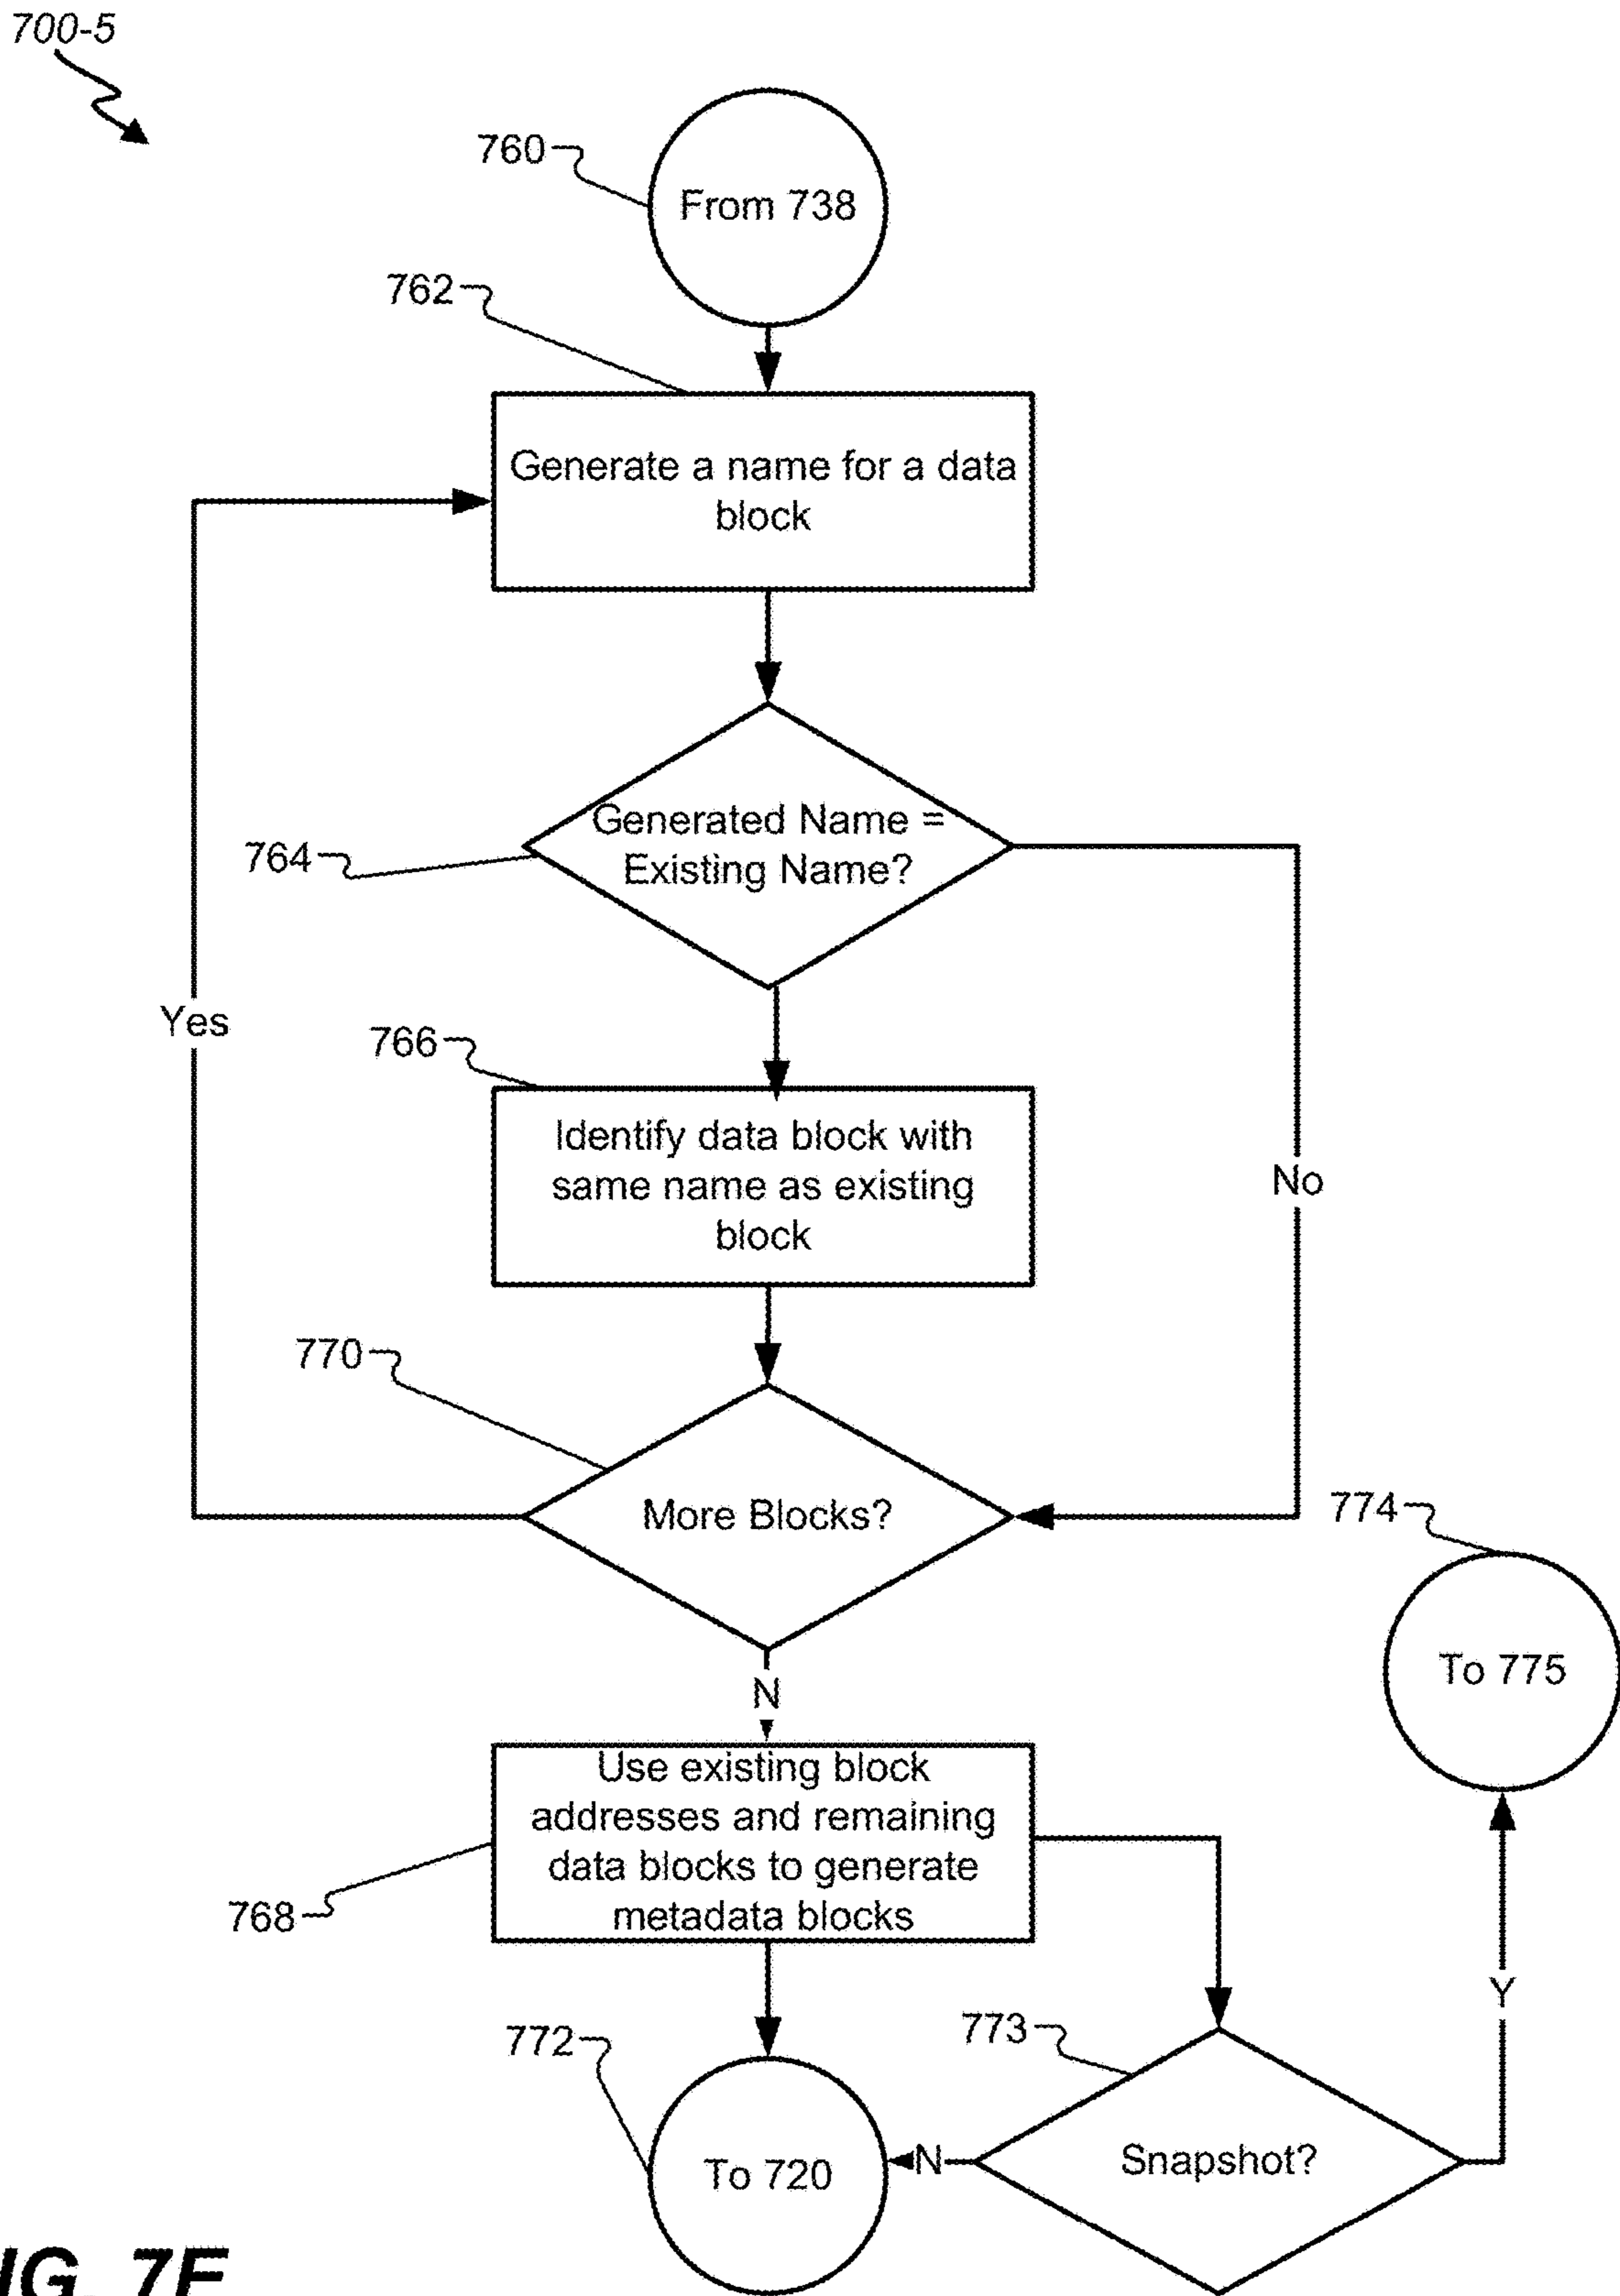 700-5
760
From 738
762
Generate a name for a data
block
764
Generated Name =
Existing Name?
Yes
766
Identify data block with
same name as existing
block
No
770
More Blocks?
774
To 775
N
Use existing block
addresses and remaining
data blocks to generate
metadata blocks
768
Y
772
773
To 720
N
Snapshot?